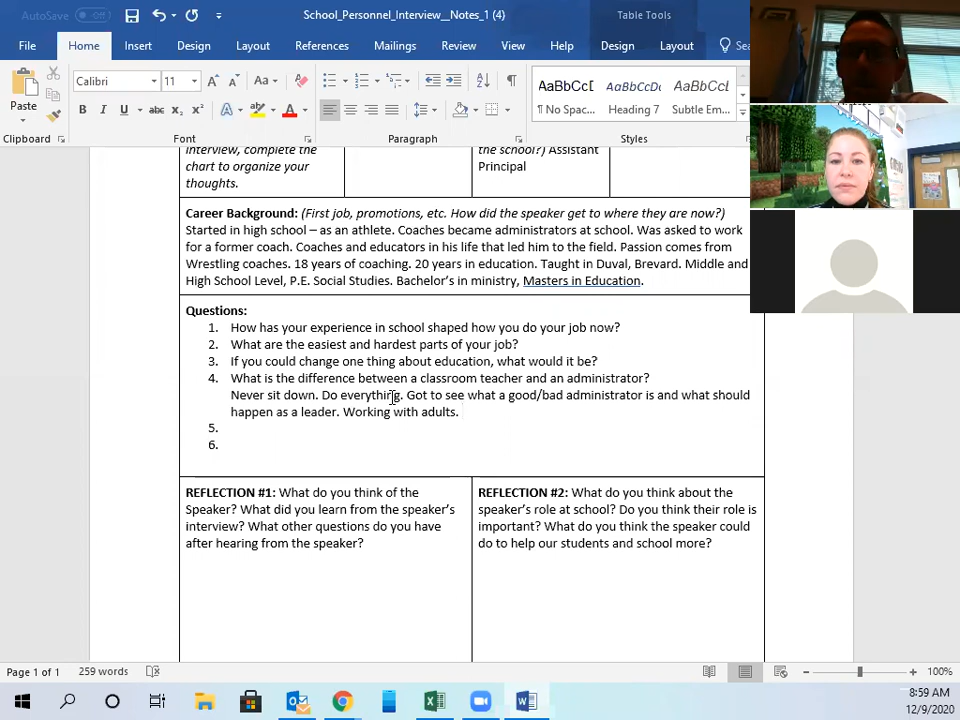 AutoSave Off School_Personnel_Interview__Notes_1 (4) Table Tools
File Home Insert Design Layout References Mailings Review View Help Design Layout
Calibri 11 Aa AaBbCcD AaBbCcDc AaBbCcD
Paste B I U abc x₂ x² A A ¶ No Spac... Heading 7 Subtle Em...
Clipboard Font Paragraph Styles
interview, complete the
chart to organize your
thoughts.
the school?) Assistant
Principal
Career Background: (First job, promotions, etc. How did the speaker get to where they are now?)
Started in high school – as an athlete. Coaches became administrators at school. Was asked to work
for a former coach. Coaches and educators in his life that led him to the field. Passion comes from
Wrestling coaches. 18 years of coaching. 20 years in education. Taught in Duval, Brevard. Middle and
High School Level, P.E. Social Studies. Bachelor's in ministry, Masters in Education.
Questions:
1. How has your experience in school shaped how you do your job now?
2. What are the easiest and hardest parts of your job?
3. If you could change one thing about education, what would it be?
4. What is the difference between a classroom teacher and an administrator?
Never sit down. Do everything. Got to see what a good/bad administrator is and what should
happen as a leader. Working with adults.
5.
6.
REFLECTION #1: What do you think of the
Speaker? What did you learn from the speaker's
interview? What other questions do you have
after hearing from the speaker?
REFLECTION #2: What do you think about the
speaker's role at school? Do you think their role is
important? What do you think the speaker could
do to help our students and school more?
Page 1 of 1 259 words 100%
8:59 AM
12/9/2020